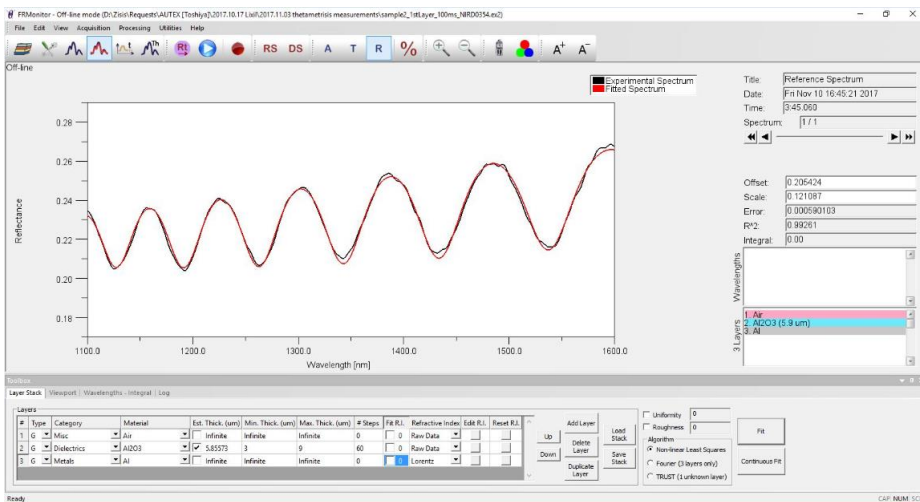 FRMonitor - Off-line mode (D:\Zisis\Requests\AUTEX [Toshiya]\2017.10.17 Lixil\2017.11.03 thetametrisis measurements\sample2_1stLayer_100ms_NIRD0354.ex2)
File Edit View Acquisition Processing Utilities Help
Rt RS DS A T R % A+ A-
Off-line
Experimental Spectrum
Fitted Spectrum
Title: Reference Spectrum
Date: Fri Nov 10 16:45:21 2017
Time: 3:45.060
Spectrum: 1 / 1
0.28
0.26
0.24
0.22
0.20
0.18
Reflectance
1100.0 1200.0 1300.0 1400.0 1500.0 1600.0
Wavelength [nm]
Offset: 0.205424
Scale: 0.121087
Error: 0.000590103
R^2: 0.99261
Integral: 0.00
Wavelengths
3 Layers
1. Air
2. Al2O3 (5.9 um)
3. Al
Toolbox
Layer Stack Viewport Wavelengths - Integral Log
Layers
# Type Category Material Est. Thick. (um) Min. Thick. (um) Max. Thick. (um) # Steps Fit R.I. Refractive Index Edit R.I. Reset R.I.
1 G Misc Air Infinite Infinite Infinite 0 0 Raw Data
2 G Dielectrics Al2O3 5.85573 3 9 60 0 Raw Data
3 G Metals Al Infinite Infinite Infinite 0 0 Lorentz
Up
Down
Add Layer
Delete Layer
Duplicate Layer
Load Stack
Save Stack
Uniformity 0
Roughness 0
Algorithm
Non-linear Least Squares
Fourier (3 layers only)
TRUST (1 unknown layer)
Fit
Continuous Fit
Ready
CAP NUM SC